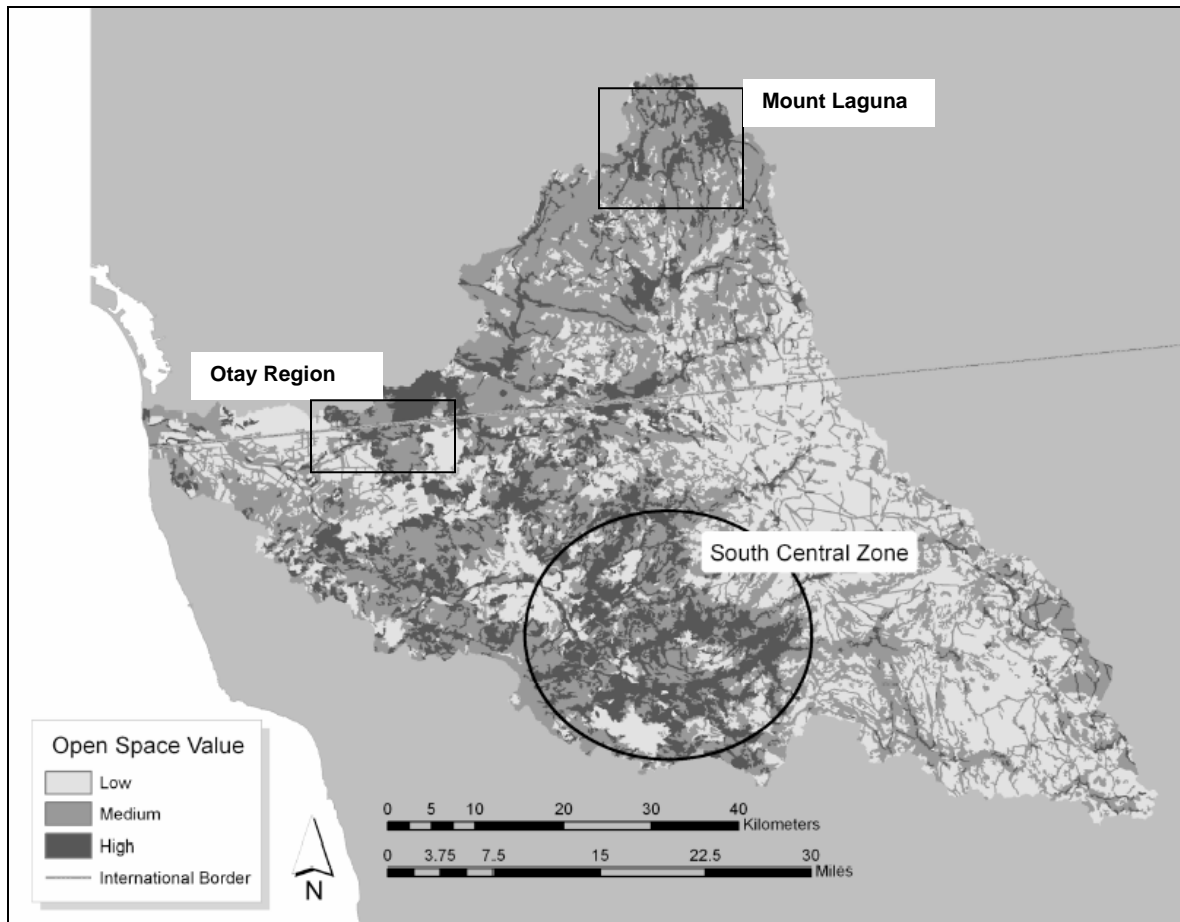 Mount Laguna
Otay Region
South Central Zone
Open Space Value
Low
Medium
High
International Border
N
0 5 10 20 30 40
Kilometers
0 3.75 7.5 15 22.5 30
Miles